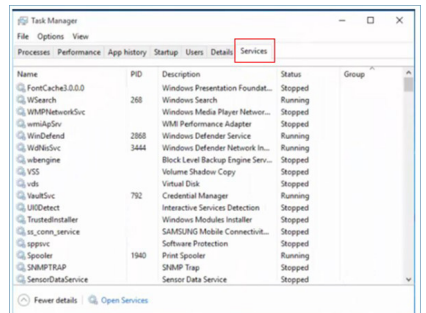 Task Manager
File Options View
Processes Performance App history Startup Users Details Services
Name PID Description Status Group
FontCache3.0.0.0 Windows Presentation Foundat... Stopped
WSearch 268 Windows Search Running
WMPNetworkSvc Windows Media Player Networ... Stopped
wmiApSrv WMI Performance Adapter Stopped
WinDefend 2868 Windows Defender Service Running
WdNisSvc 3444 Windows Defender Network In... Running
wbengine Block Level Backup Engine Serv... Stopped
VSS Volume Shadow Copy Stopped
vds Virtual Disk Stopped
VaultSvc 792 Credential Manager Running
UI0Detect Interactive Services Detection Stopped
TrustedInstaller Windows Modules Installer Stopped
ss_conn_service SAMSUNG Mobile Connectivit... Stopped
sppsvc Software Protection Stopped
Spooler 1940 Print Spooler Running
SNMPTRAP SNMP Trap Stopped
SensorDataService Sensor Data Service Stopped
Fewer details Open Services